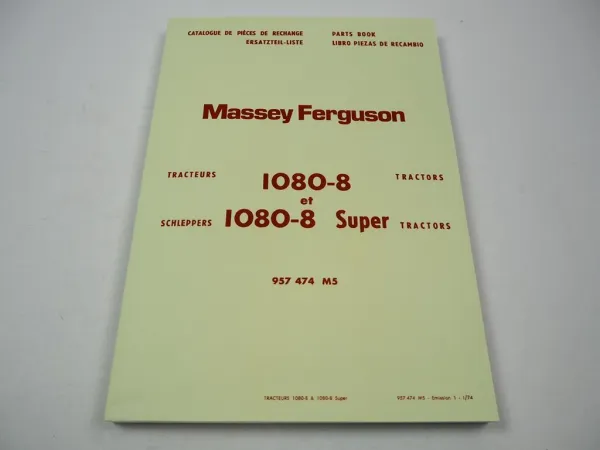 CATALOGUE DE PIÈCES DE RECHANGE PARTS BOOK
ERSATZTEIL-LISTE LIBRO PIEZAS DE RECAMBIO
Massey Ferguson
TRACTEURS 1080-8 TRACTORS
et
SCHLEPPERS 1080-8 Super TRACTORS
957 474 M5
TRACTEURS 1080-8 & 1080-8 Super 957 474 M5 - Emission 1 - 1/74